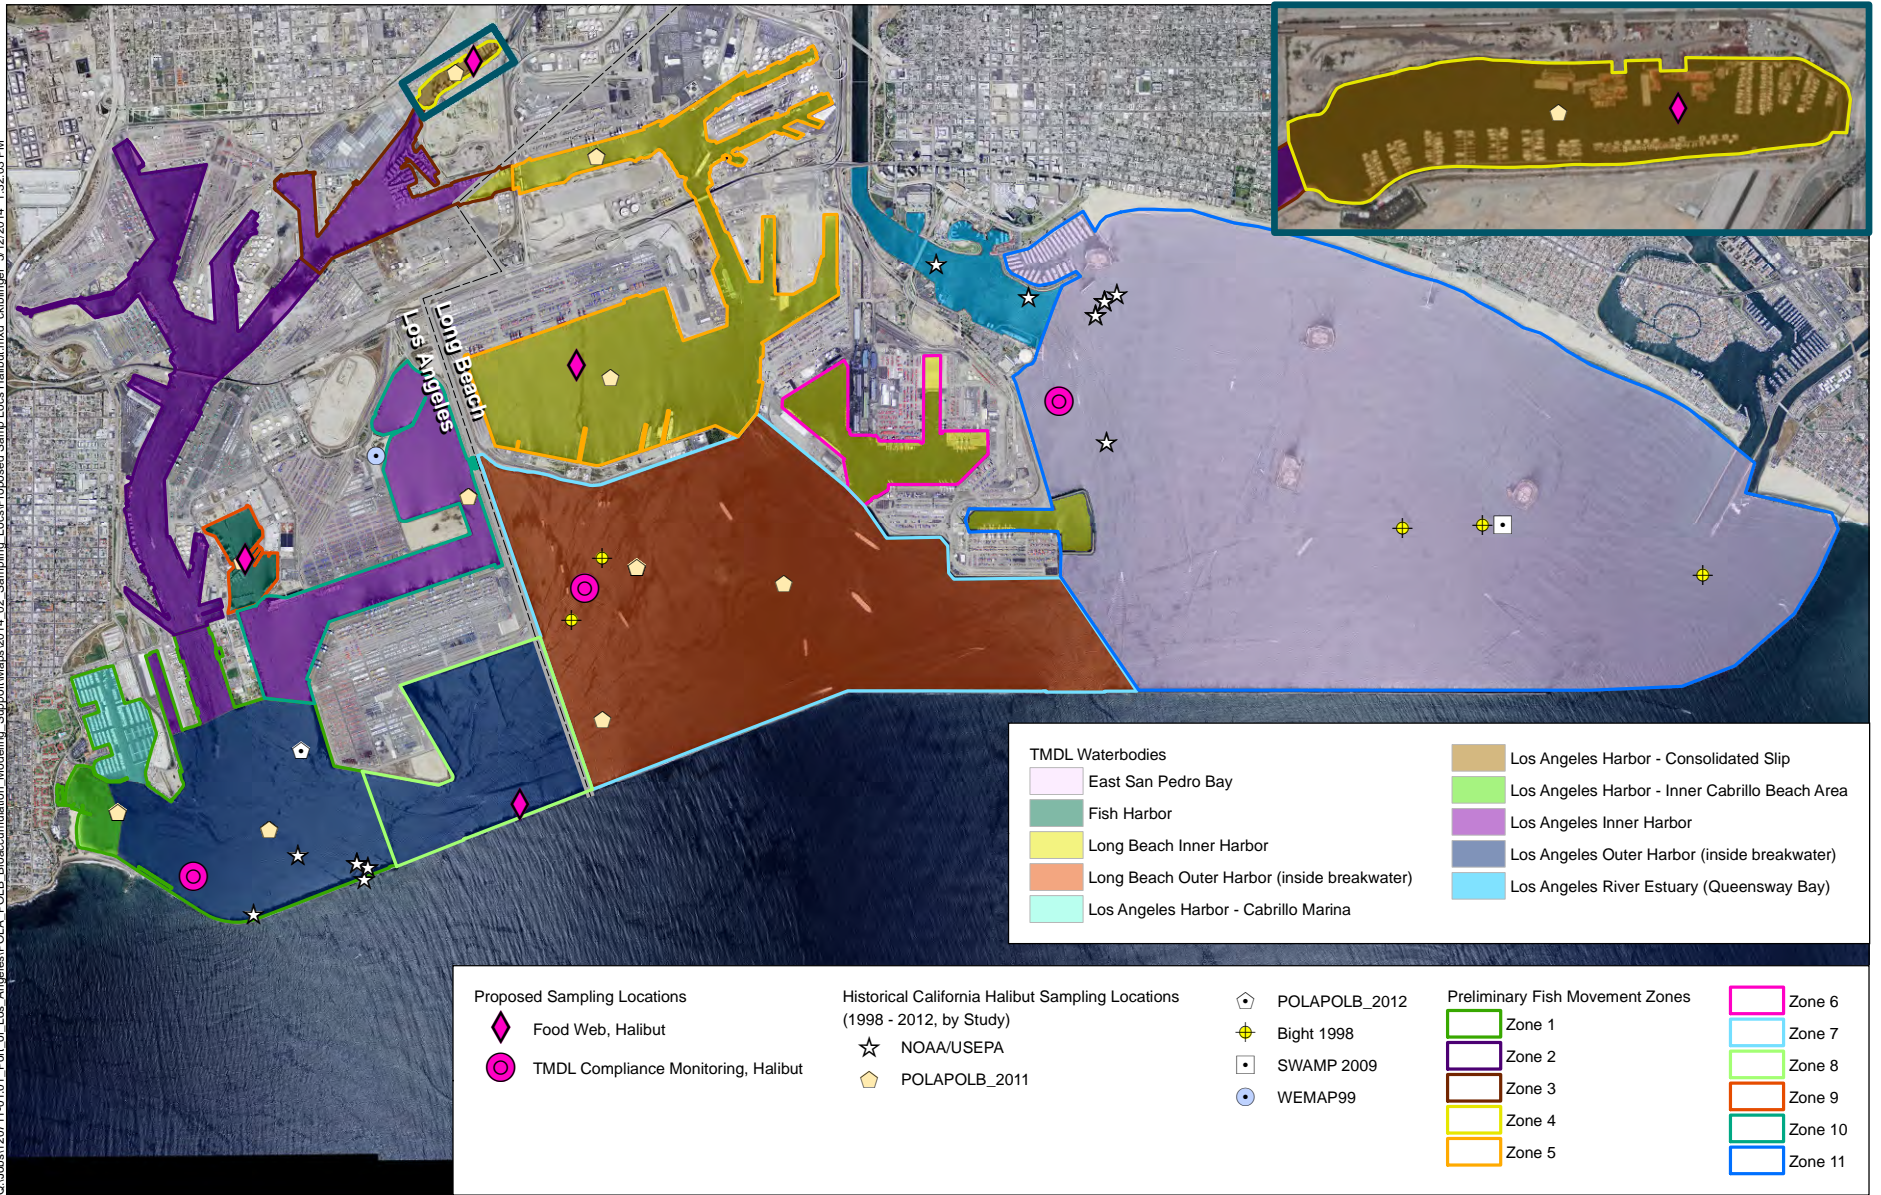 Long Beach
Los Angeles
TMDL Waterbodies
East San Pedro Bay
Fish Harbor
Long Beach Inner Harbor
Long Beach Outer Harbor (inside breakwater)
Los Angeles Harbor - Cabrillo Marina
Los Angeles Harbor - Consolidated Slip
Los Angeles Harbor - Inner Cabrillo Beach Area
Los Angeles Inner Harbor
Los Angeles Outer Harbor (inside breakwater)
Los Angeles River Estuary (Queensway Bay)
Proposed Sampling Locations
Food Web, Halibut
TMDL Compliance Monitoring, Halibut
Historical California Halibut Sampling Locations
(1998 - 2012, by Study)
NOAA/USEPA
POLAPOLB_2011
POLAPOLB_2012
Bight 1998
SWAMP 2009
WEMAP99
Preliminary Fish Movement Zones
Zone 1
Zone 2
Zone 3
Zone 4
Zone 5
Zone 6
Zone 7
Zone 8
Zone 9
Zone 10
Zone 11